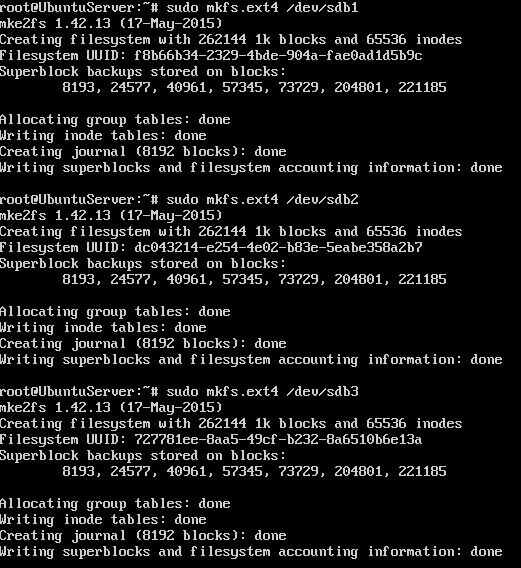 root@UbuntuServer:~# sudo mkfs.ext4 /dev/sdb1
mke2fs 1.42.13 (17-May-2015)
Creating filesystem with 262144 1k blocks and 65536 inodes
Filesystem UUID: f8b66b34-2329-4bde-904a-fae0ad1d5b9c
Superblock backups stored on blocks:
        8193, 24577, 40961, 57345, 73729, 204801, 221185

Allocating group tables: done
Writing inode tables: done
Creating journal (8192 blocks): done
Writing superblocks and filesystem accounting information: done

root@UbuntuServer:~# sudo mkfs.ext4 /dev/sdb2
mke2fs 1.42.13 (17-May-2015)
Creating filesystem with 262144 1k blocks and 65536 inodes
Filesystem UUID: dc043214-e254-4e02-b83e-5eabe358a2b7
Superblock backups stored on blocks:
        8193, 24577, 40961, 57345, 73729, 204801, 221185

Allocating group tables: done
Writing inode tables: done
Creating journal (8192 blocks): done
Writing superblocks and filesystem accounting information: done

root@UbuntuServer:~# sudo mkfs.ext4 /dev/sdb3
mke2fs 1.42.13 (17-May-2015)
Creating filesystem with 262144 1k blocks and 65536 inodes
Filesystem UUID: 727781ee-8aa5-49cf-b232-8a6510b6e13a
Superblock backups stored on blocks:
        8193, 24577, 40961, 57345, 73729, 204801, 221185

Allocating group tables: done
Writing inode tables: done
Creating journal (8192 blocks): done
Writing superblocks and filesystem accounting information: done